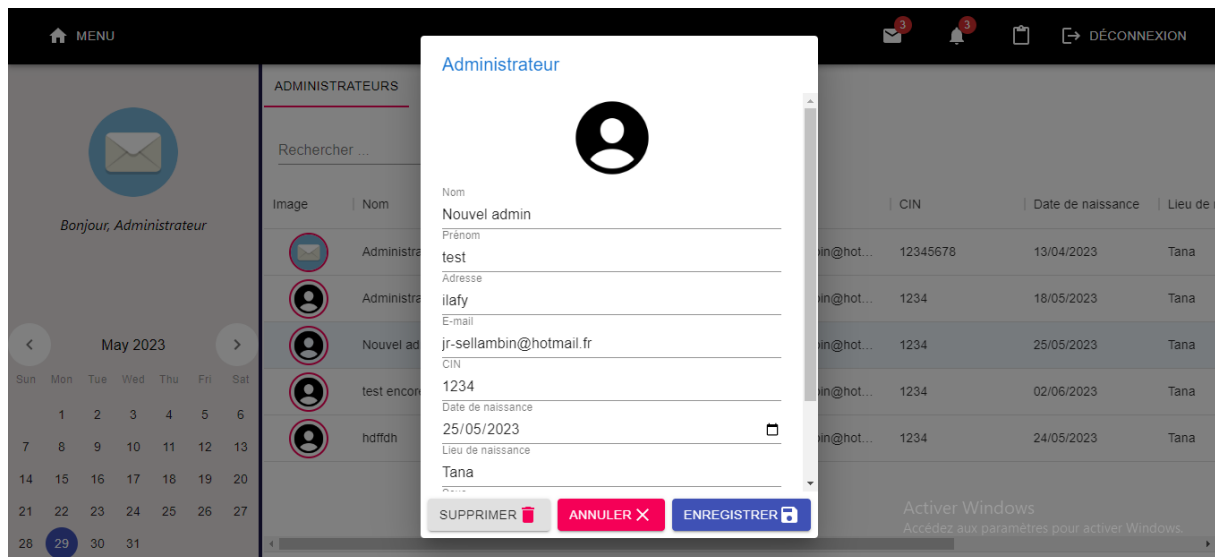 MENU
3
3
DÉCONNEXION
Bonjour, Administrateur
May 2023
Sun Mon Tue Wed Thu Fri Sat
1 2 3 4 5 6
7 8 9 10 11 12 13
14 15 16 17 18 19 20
21 22 23 24 25 26 27
28 29 30 31
ADMINISTRATEURS
Rechercher ...
Image Nom CIN Date de naissance Lieu de
Administra in@hot... 12345678 13/04/2023 Tana
Administra in@hot... 1234 18/05/2023 Tana
Nouvel ad in@hot... 1234 25/05/2023 Tana
test encor in@hot... 1234 02/06/2023 Tana
hdffdh in@hot... 1234 24/05/2023 Tana
Administrateur
Nom
Nouvel admin
Prénom
test
Adresse
ilafy
E-mail
jr-sellambin@hotmail.fr
CIN
1234
Date de naissance
25/05/2023
Lieu de naissance
Tana
SUPPRIMER
ANNULER
ENREGISTRER
Activer Windows
Accédez aux paramètres pour activer Windows.